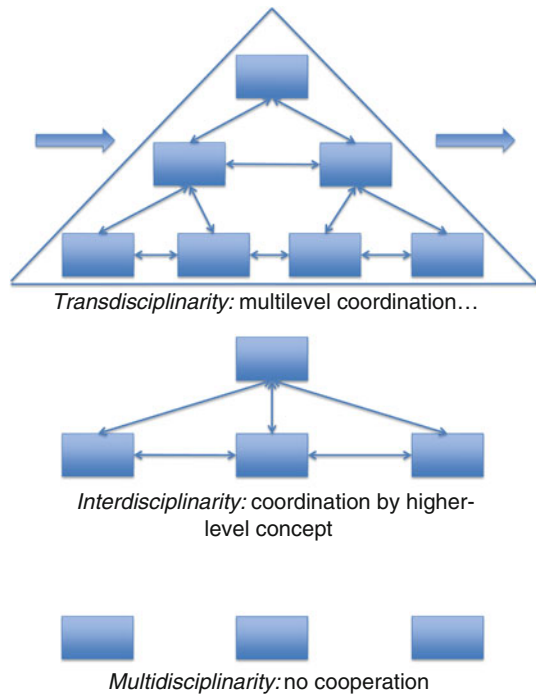 Transdisciplinarity: multilevel coordination…
Interdisciplinarity: coordination by higher-
level concept
Multidisciplinarity: no cooperation